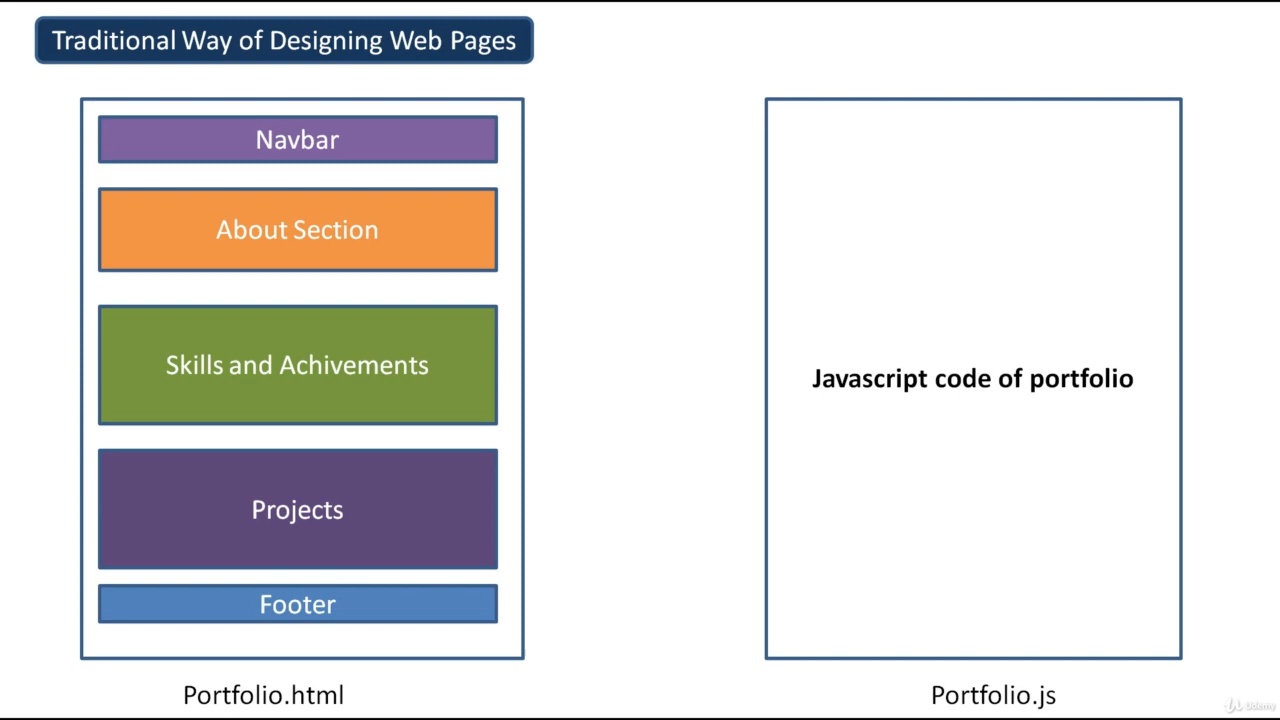 Traditional Way of Designing Web Pages
Navbar
About Section
Skills and Achivements
Projects
Footer
Portfolio.html
Javascript code of portfolio
Portfolio.js
Udemy